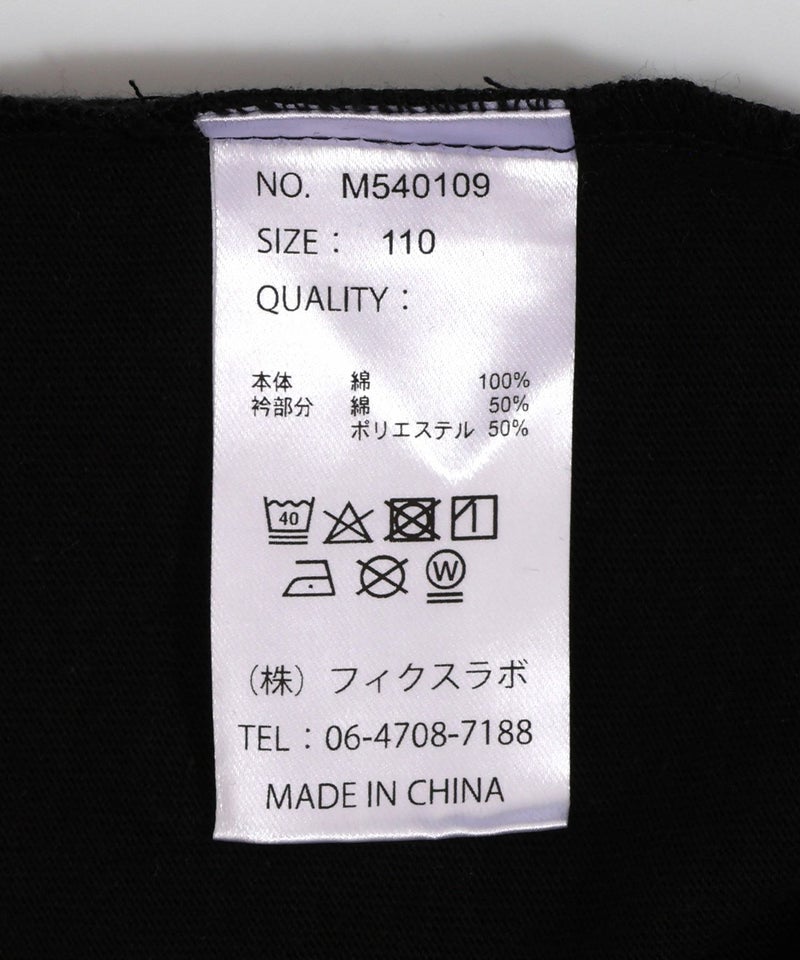 NO. M540109
SIZE： 110
QUALITY：
本体 綿 100%
衿部分 綿 50%
ポリエステル 50%
40
W
（株）フィクスラボ
TEL：06-4708-7188
MADE IN CHINA